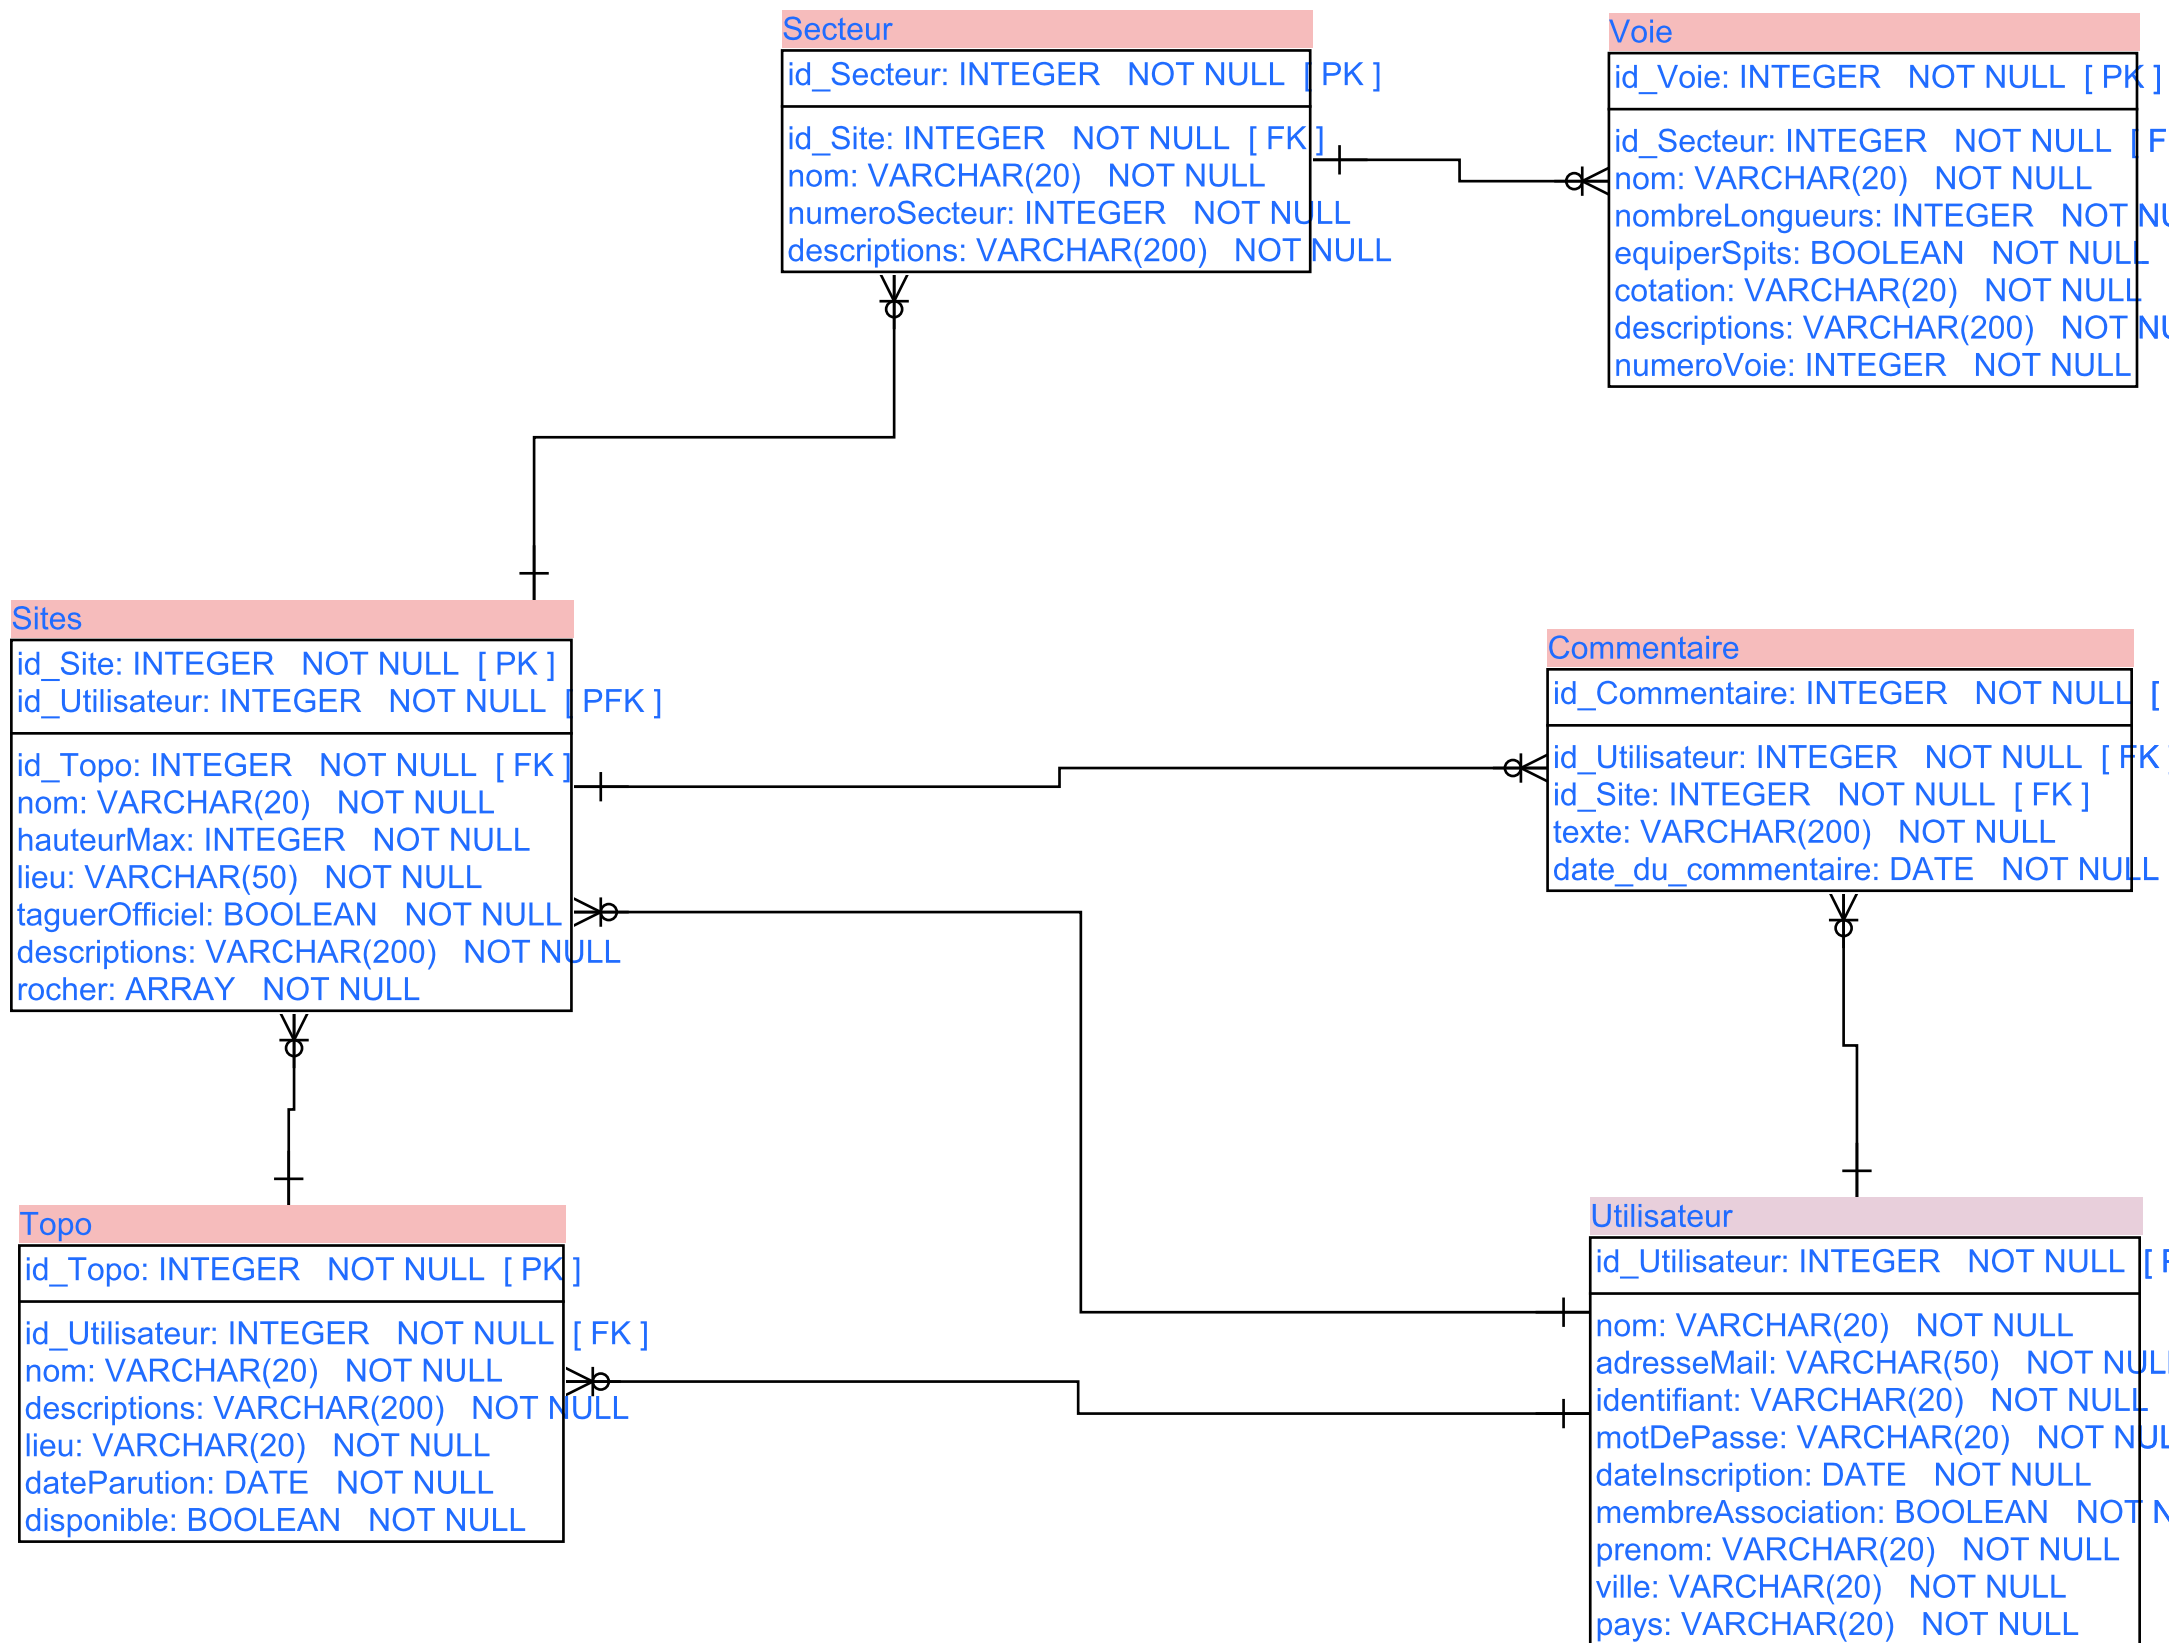 Secteur
id_Secteur: INTEGER NOT NULL [ PK ]
id_Site: INTEGER NOT NULL [ FK ]
nom: VARCHAR(20) NOT NULL
numeroSecteur: INTEGER NOT NULL
descriptions: VARCHAR(200) NOT NULL
Voie
id_Voie: INTEGER NOT NULL [ PK ]
id_Secteur: INTEGER NOT NULL [ F
nom: VARCHAR(20) NOT NULL
nombreLongueurs: INTEGER NOT NU
equiperSpits: BOOLEAN NOT NULL
cotation: VARCHAR(20) NOT NULL
descriptions: VARCHAR(200) NOT NU
numeroVoie: INTEGER NOT NULL
Sites
id_Site: INTEGER NOT NULL [ PK ]
id_Utilisateur: INTEGER NOT NULL [ PFK ]
id_Topo: INTEGER NOT NULL [ FK ]
nom: VARCHAR(20) NOT NULL
hauteurMax: INTEGER NOT NULL
lieu: VARCHAR(50) NOT NULL
taguerOfficiel: BOOLEAN NOT NULL
descriptions: VARCHAR(200) NOT NULL
rocher: ARRAY NOT NULL
Commentaire
id_Commentaire: INTEGER NOT NULL [
id_Utilisateur: INTEGER NOT NULL [ FK ]
id_Site: INTEGER NOT NULL [ FK ]
texte: VARCHAR(200) NOT NULL
date_du_commentaire: DATE NOT NULL
Topo
id_Topo: INTEGER NOT NULL [ PK ]
id_Utilisateur: INTEGER NOT NULL [ FK ]
nom: VARCHAR(20) NOT NULL
descriptions: VARCHAR(200) NOT NULL
lieu: VARCHAR(20) NOT NULL
dateParution: DATE NOT NULL
disponible: BOOLEAN NOT NULL
Utilisateur
id_Utilisateur: INTEGER NOT NULL [
nom: VARCHAR(20) NOT NULL
adresseMail: VARCHAR(50) NOT NULL
identifiant: VARCHAR(20) NOT NULL
motDePasse: VARCHAR(20) NOT NUL
dateInscription: DATE NOT NULL
membreAssociation: BOOLEAN NOT N
prenom: VARCHAR(20) NOT NULL
ville: VARCHAR(20) NOT NULL
pays: VARCHAR(20) NOT NULL